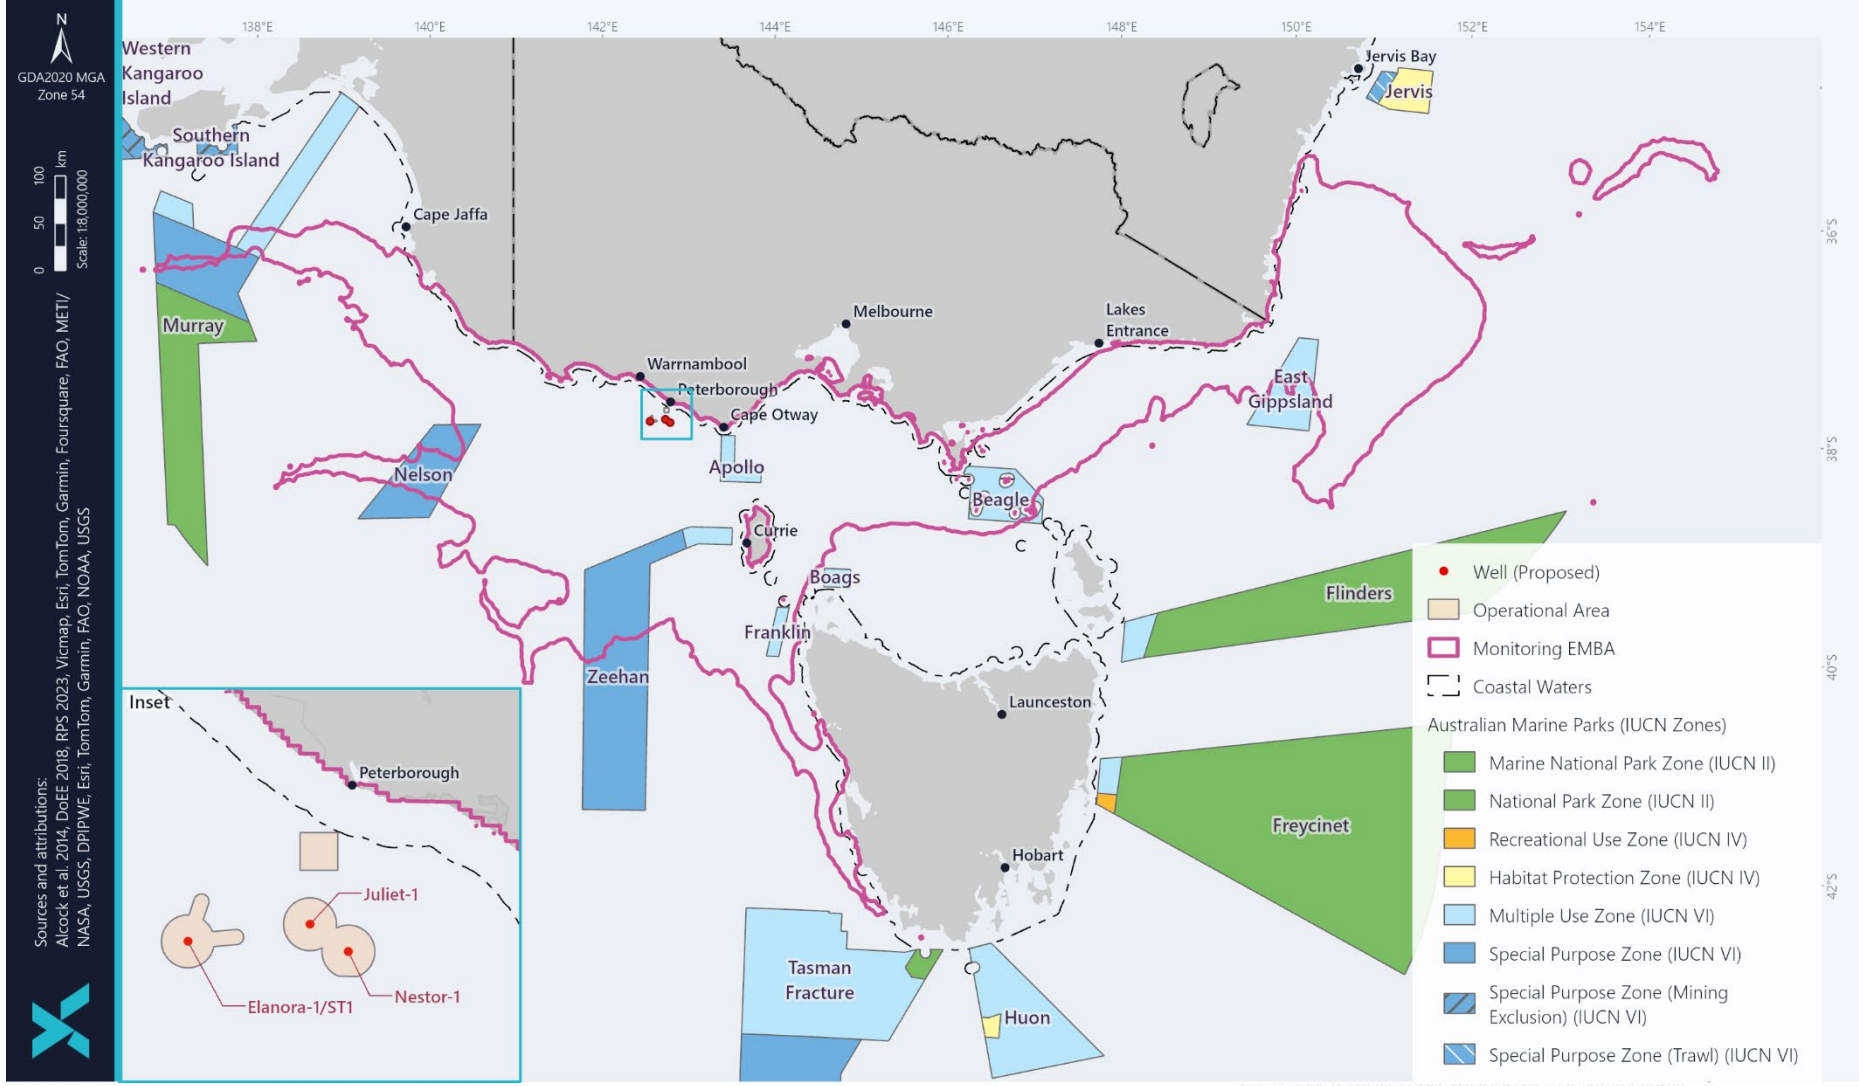 N
GDA2020 MGA
Zone 54
0 50 100 km
Scale: 1:8,000,000
Sources and attributions:
Alcock et al. 2014, DoEE 2018, RPS 2023, Vicmap, Esri, TomTom, Garmin, Foursquare, FAO, METI/
NASA, USGS, DPIPWE, Esri, TomTom, Garmin, FAO, NOAA, USGS
138°E 140°E 142°E 144°E 146°E 148°E 150°E 152°E 154°E
36°S
38°S
40°S
42°S
Western
Kangaroo
Island
Southern
Kangaroo Island
Jervis Bay
Jervis
Cape Jaffa
Murray
Melbourne
Lakes
Entrance
Warrnambool
Peterborough
Cape Otway
East
Gippsland
Nelson
Apollo
Beagle
Currie
Boags
Flinders
Franklin
Zeehan
Launceston
Freycinet
Hobart
Tasman
Fracture
Huon
Inset
Peterborough
Juliet-1
Nestor-1
Elanora-1/ST1
Well (Proposed)
Operational Area
Monitoring EMBA
Coastal Waters
Australian Marine Parks (IUCN Zones)
Marine National Park Zone (IUCN II)
National Park Zone (IUCN II)
Recreational Use Zone (IUCN IV)
Habitat Protection Zone (IUCN IV)
Multiple Use Zone (IUCN VI)
Special Purpose Zone (IUCN VI)
Special Purpose Zone (Mining
Exclusion) (IUCN VI)
Special Purpose Zone (Trawl) (IUCN VI)